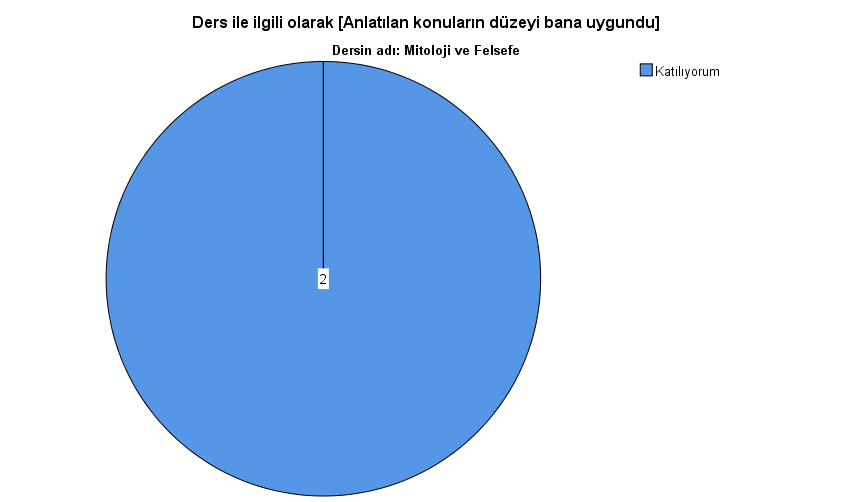 Ders ile ilgili olarak [Anlatılan konuların düzeyi bana uygundu]
Dersin adı: Mitoloji ve Felsefe
Katılıyorum
2